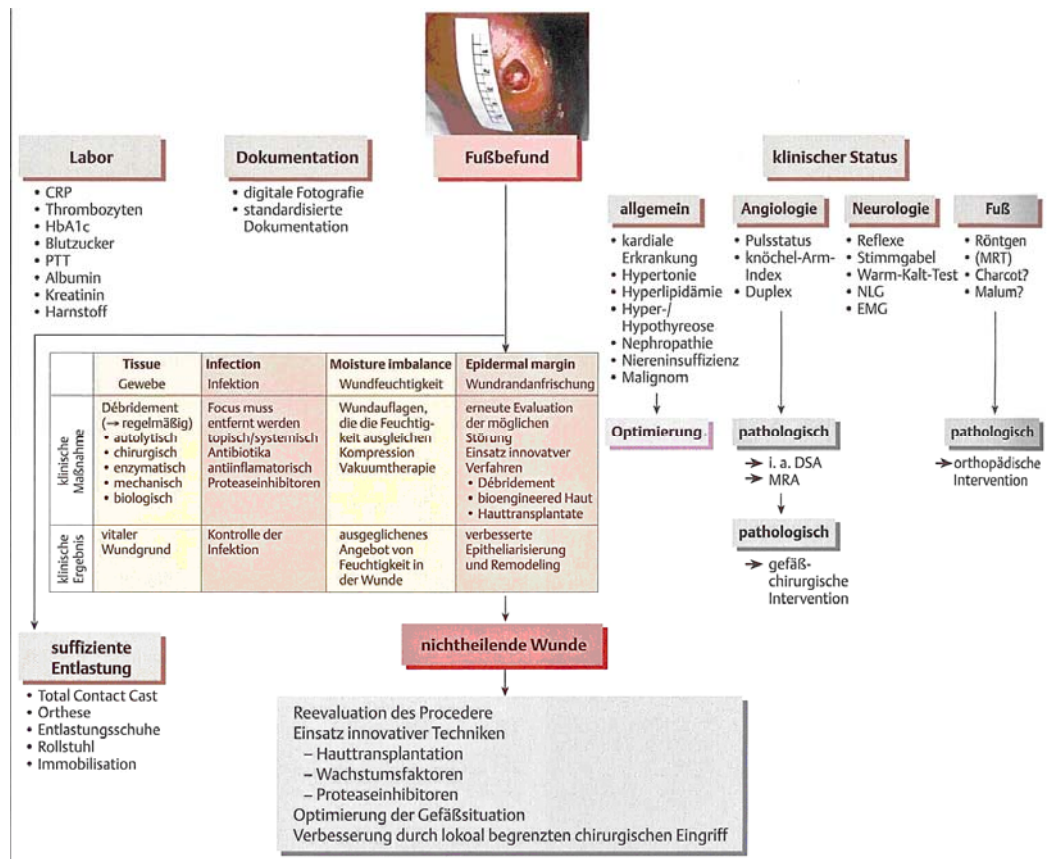 Labor
• CRP
• Thrombozyten
• HbA1c
• Blutzucker
• PTT
• Albumin
• Kreatinin
• Harnstoff
Dokumentation
• digitale Fotografie
• standardisierte
Dokumentation
Fußbefund
klinischer Status
allgemein
• kardiale
Erkrankung
• Hypertonie
• Hyperlipidämie
• Hyper-/
Hypothyreose
• Nephropathie
• Niereninsuffizienz
• Malignom
Optimierung
Angiologie
• Pulsstatus
• knöchel-Arm-
Index
• Duplex
pathologisch
→ i. a. DSA
→ MRA
pathologisch
→ gefäß-
chirurgische
Intervention
Neurologie
• Reflexe
• Stimmgabel
• Warm-Kalt-Test
• NLG
• EMG
Fuß
• Röntgen
• (MRT)
• Charcot?
• Malum?
pathologisch
→ orthopädische
Intervention
Tissue
Gewebe
Infection
Infektion
Moisture imbalance
Wundfeuchtigkeit
Epidermal margin
Wundrandanfrischung
klinische
Maßnahme
Débridement
(→ regelmäßig)
• autolytisch
• chirurgisch
• enzymatisch
• mechanisch
• biologisch
Focus muss
entfernt werden
topisch/systemisch
Antibiotika
antiinflamatorisch
Proteaseinhibitoren
Wundauflagen,
die die Feuchtig-
keit ausgleichen
Kompression
Vakuumtherapie
erneute Evaluation
der möglichen
Störung
Einsatz innovatver
Verfahren
• Débridement
• bioengineered Haut
• Hauttransplantate
klinische
Ergebnis
vitaler
Wundgrund
Kontrolle der
Infektion
ausgeglichenes
Angebot von
Feuchtigkeit in
der Wunde
verbesserte
Epitheliarisierung
und Remodeling
suffiziente
Entlastung
• Total Contact Cast
• Orthese
• Entlastungsschuhe
• Rollstuhl
• Immobilisation
nichtheilende Wunde
Reevaluation des Procedere
Einsatz innovativer Techniken
– Hauttransplantation
– Wachstumsfaktoren
– Proteaseinhibitoren
Optimierung der Gefäßsituation
Verbesserung durch lokoal begrenzten chirurgischen Eingriff